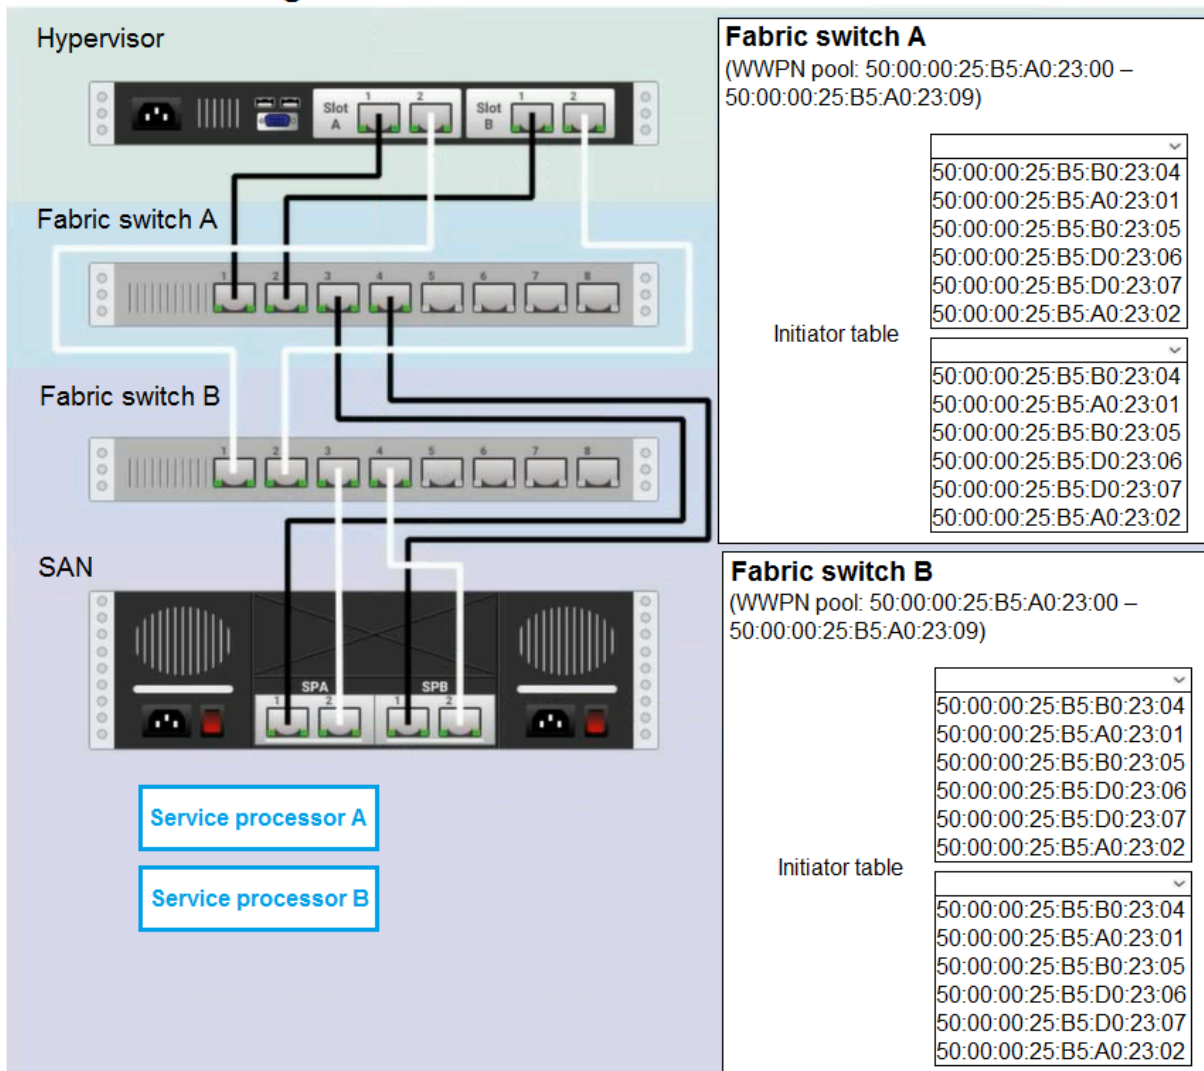 Hypervisor
Slot A 1 2 Slot B 1 2
Fabric switch A
1 2 3 4 5 6 7 8
Fabric switch B
1 2 3 4 5 6 7 8
SAN
SPA SPB
1 2 1 2
Service processor A
Service processor B
Fabric switch A
(WWPN pool: 50:00:00:25:B5:A0:23:00 –
50:00:00:25:B5:A0:23:09)
Initiator table
50:00:00:25:B5:B0:23:04
50:00:00:25:B5:A0:23:01
50:00:00:25:B5:B0:23:05
50:00:00:25:B5:D0:23:06
50:00:00:25:B5:D0:23:07
50:00:00:25:B5:A0:23:02
50:00:00:25:B5:B0:23:04
50:00:00:25:B5:A0:23:01
50:00:00:25:B5:B0:23:05
50:00:00:25:B5:D0:23:06
50:00:00:25:B5:D0:23:07
50:00:00:25:B5:A0:23:02
Fabric switch B
(WWPN pool: 50:00:00:25:B5:A0:23:00 –
50:00:00:25:B5:A0:23:09)
Initiator table
50:00:00:25:B5:B0:23:04
50:00:00:25:B5:A0:23:01
50:00:00:25:B5:B0:23:05
50:00:00:25:B5:D0:23:06
50:00:00:25:B5:D0:23:07
50:00:00:25:B5:A0:23:02
50:00:00:25:B5:B0:23:04
50:00:00:25:B5:A0:23:01
50:00:00:25:B5:B0:23:05
50:00:00:25:B5:D0:23:06
50:00:00:25:B5:D0:23:07
50:00:00:25:B5:A0:23:02